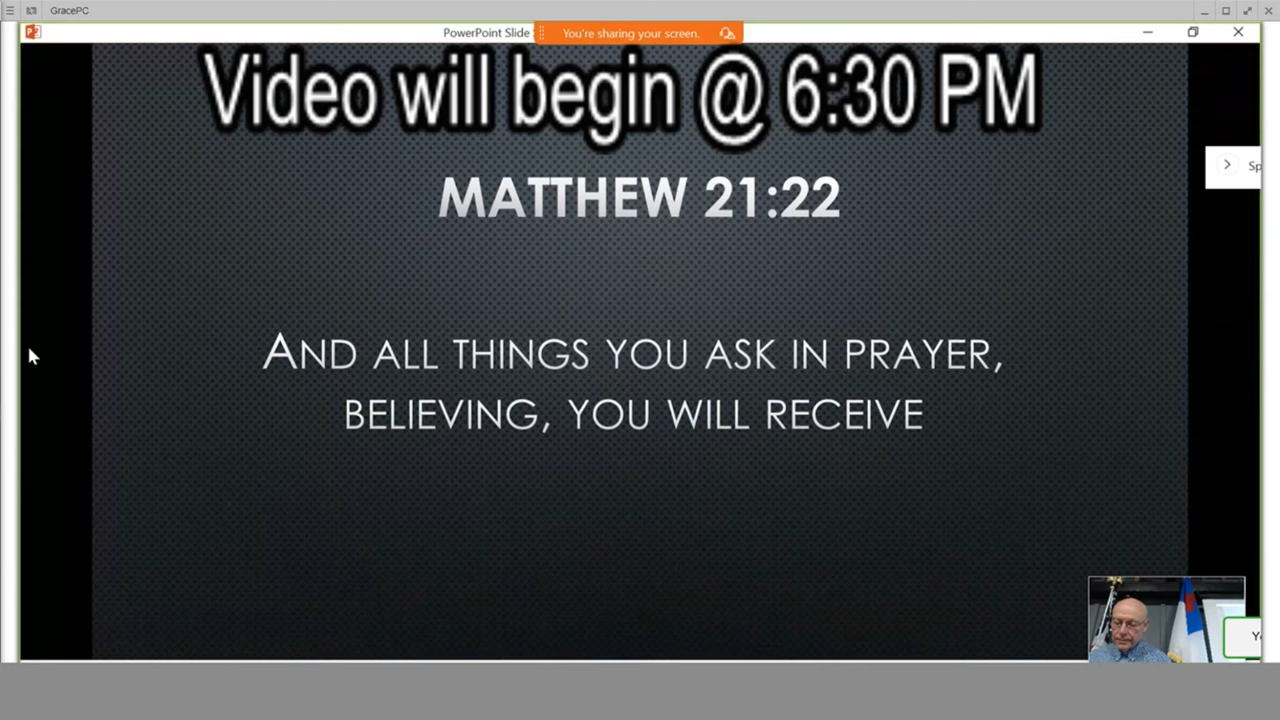 GracePC
PowerPoint Slide
You're sharing your screen.
Video will begin @ 6:30 PM
MATTHEW 21:22
AND ALL THINGS YOU ASK IN PRAYER,
BELIEVING, YOU WILL RECEIVE